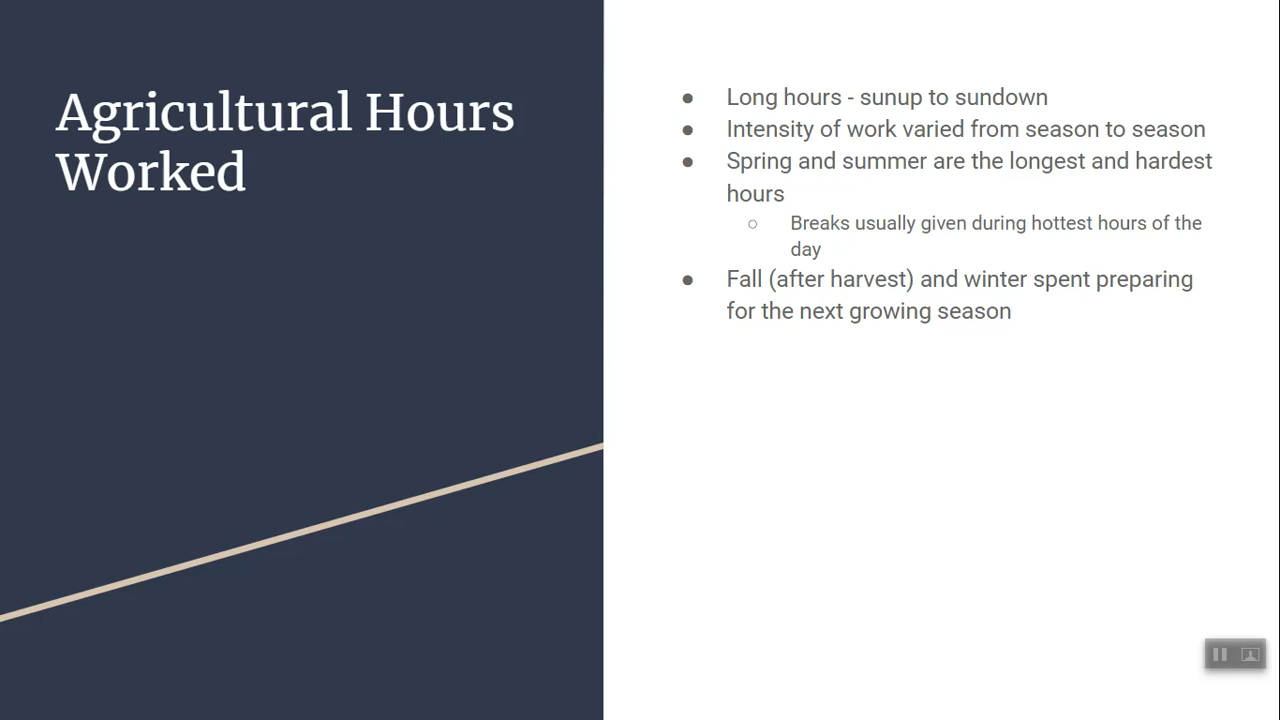 Agricultural Hours
Worked
● Long hours - sunup to sundown
● Intensity of work varied from season to season
● Spring and summer are the longest and hardest
hours
○ Breaks usually given during hottest hours of the
day
● Fall (after harvest) and winter spent preparing
for the next growing season